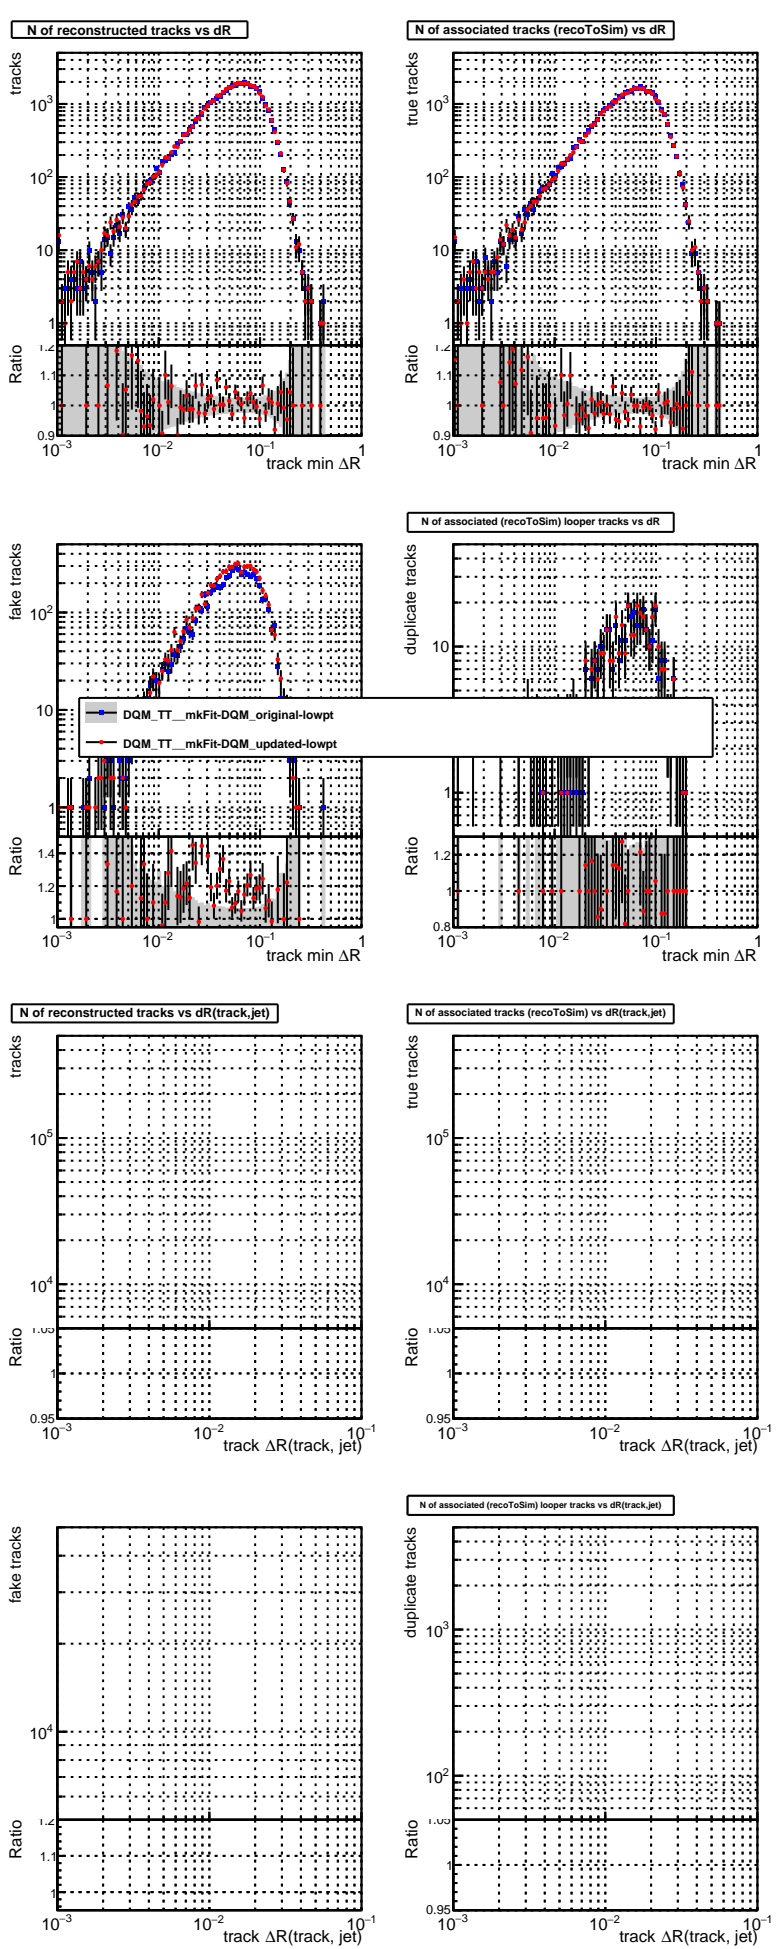 N of reconstructed tracks vs dR
N of associated tracks (recoToSim) vs dR
tracks
10³
10²
10
1
true tracks
10³
10²
10
1
Ratio
1.2
1.1
1
0.9
10⁻³
10⁻²
10⁻¹
1
track min ΔR
Ratio
1.2
1.1
1
0.9
10⁻³
10⁻²
10⁻¹
1
track min ΔR
N of associated (recoToSim) looper tracks vs dR
fake tracks
10²
10
1
duplicate tracks
10
1
DQM_TT__mkFit-DQM_original-lowpt
DQM_TT__mkFit-DQM_updated-lowpt
Ratio
1.4
1.2
1
10⁻³
10⁻²
10⁻¹
1
track min ΔR
Ratio
1.2
1
0.8
10⁻³
10⁻²
10⁻¹
1
track min ΔR
N of reconstructed tracks vs dR(track,jet)
N of associated tracks (recoToSim) vs dR(track,jet)
tracks
10⁵
10⁴
true tracks
10⁵
10⁴
Ratio
1.05
1
0.95
10⁻³
10⁻²
10⁻¹
track ΔR(track, jet)
Ratio
1.05
1
0.95
10⁻³
10⁻²
10⁻¹
track ΔR(track, jet)
N of associated (recoToSim) looper tracks vs dR(track,jet)
fake tracks
10⁴
duplicate tracks
10³
10²
Ratio
1.2
1.1
1
10⁻³
10⁻²
10⁻¹
track ΔR(track, jet)
Ratio
1.05
1
0.95
10⁻³
10⁻²
10⁻¹
track ΔR(track, jet)